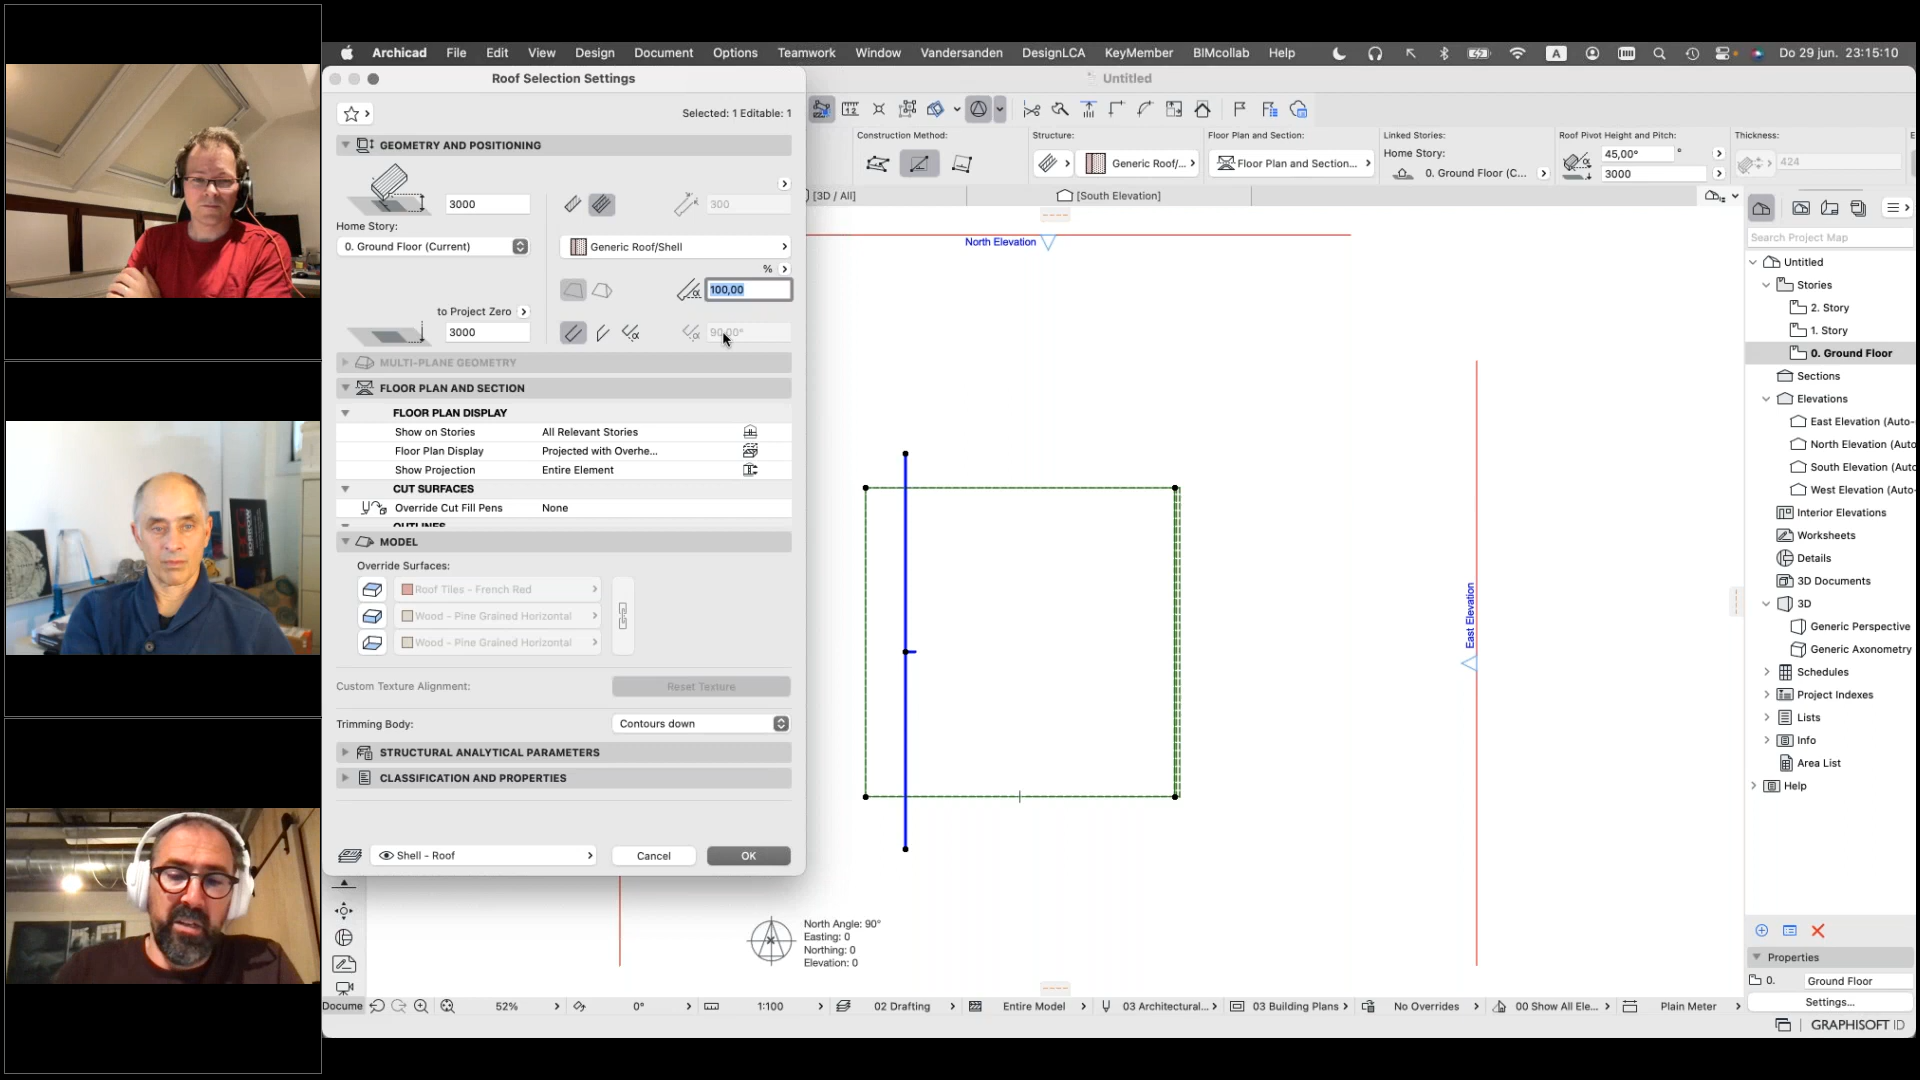 Archicad File Edit View Design Document Options Teamwork Window Vandersanden DesignLCA KeyMember BIMcollab Help A Do 29 jun. 23:15:10
Roof Selection Settings
Untitled
Selected: 1 Editable: 1
GEOMETRY AND POSITIONING
3000
300
Home Story:
0. Ground Floor (Current)
Generic Roof/Shell
%
100,00
to Project Zero
3000
90,00°
MULTI-PLANE GEOMETRY
FLOOR PLAN AND SECTION
FLOOR PLAN DISPLAY
Show on Stories All Relevant Stories
Floor Plan Display Projected with Overhe...
Show Projection Entire Element
CUT SURFACES
Override Cut Fill Pens None
OUTLINES
MODEL
Override Surfaces:
Roof Tiles - French Red
Wood - Pine Grained Horizontal
Wood - Pine Grained Horizontal
Custom Texture Alignment: Reset Texture
Trimming Body: Contours down
STRUCTURAL ANALYTICAL PARAMETERS
CLASSIFICATION AND PROPERTIES
Shell - Roof Cancel OK
Construction Method: Structure: Floor Plan and Section: Linked Stories: Roof Pivot Height and Pitch: Thickness:
Generic Roof/... Floor Plan and Section... Home Story: 45,00° ° 424
0. Ground Floor (C... 3000
[3D / All] [South Elevation]
North Elevation
East Elevation
North Angle: 90°
Easting: 0
Northing: 0
Elevation: 0
Search Project Map
Untitled
Stories
2. Story
1. Story
0. Ground Floor
Sections
Elevations
East Elevation (Auto-
North Elevation (Auto
South Elevation (Auto
West Elevation (Auto-
Interior Elevations
Worksheets
Details
3D Documents
3D
Generic Perspective
Generic Axonometry
Schedules
Project Indexes
Lists
Info
Area List
Help
Properties
0. Ground Floor
Settings...
Docume 52% 0° 1:100 02 Drafting Entire Model 03 Architectural... 03 Building Plans No Overrides 00 Show All Ele... Plain Meter
GRAPHISOFT ID